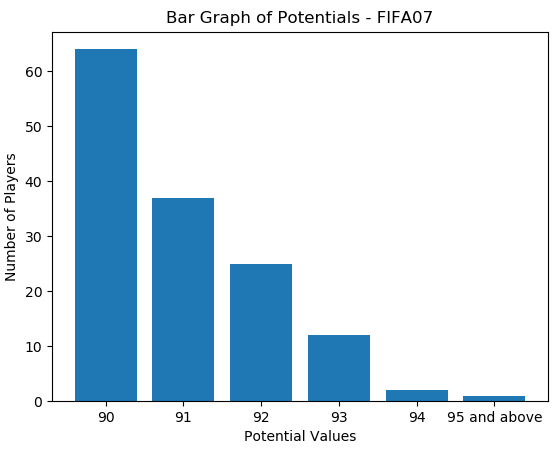 Bar Graph of Potentials - FIFA07
Number of Players
60
50
40
30
20
10
0
90 91 92 93 94 95 and above
Potential Values